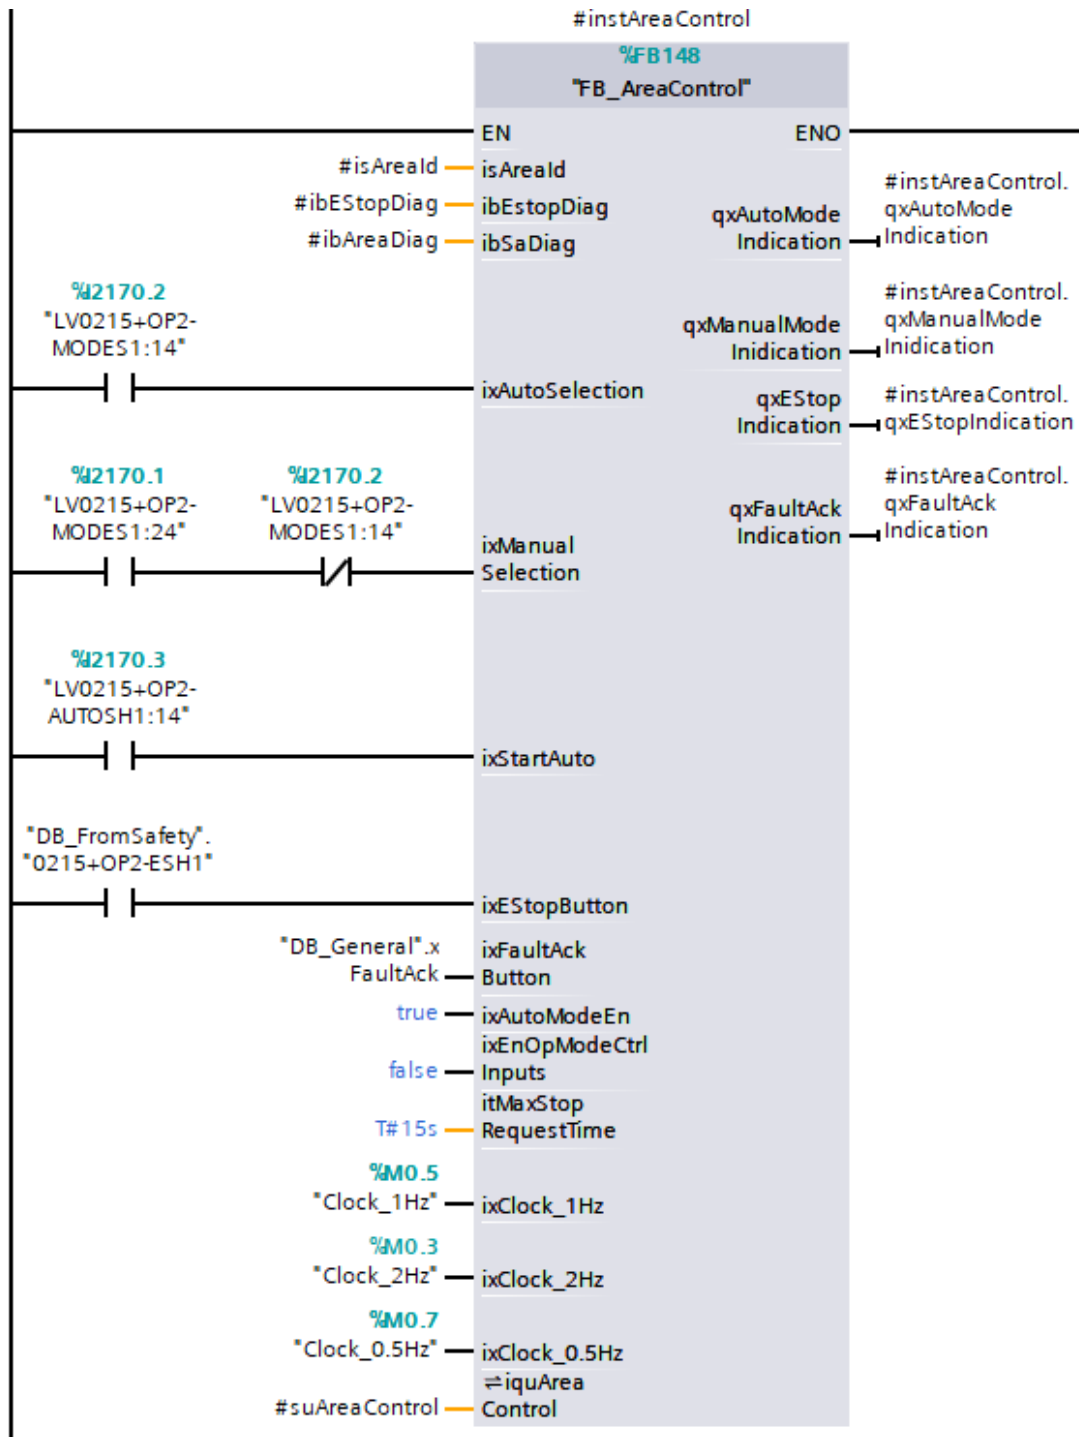 #instAreaControl
%FB148
"FB_AreaControl"
EN
ENO
#isAreaId
isAreaId
#ibEStopDiag
ibEstopDiag
#ibAreaDiag
ibSaDiag
qxAutoMode
Indication
#instAreaControl.
qxAutoMode
Indication
%I2170.2
"LV0215+OP2-
MODES1:14"
ixAutoSelection
qxManualMode
Inidication
#instAreaControl.
qxManualMode
Inidication
qxEStop
Indication
#instAreaControl.
qxEStopIndication
%I2170.1
"LV0215+OP2-
MODES1:24"
%I2170.2
"LV0215+OP2-
MODES1:14"
ixManual
Selection
qxFaultAck
Indication
#instAreaControl.
qxFaultAck
Indication
%I2170.3
"LV0215+OP2-
AUTOSH1:14"
ixStartAuto
"DB_FromSafety".
"0215+OP2-ESH1"
ixEStopButton
"DB_General".x
FaultAck
ixFaultAck
Button
true
ixAutoModeEn
false
ixEnOpModeCtrl
Inputs
T#15s
itMaxStop
RequestTime
%M0.5
"Clock_1Hz"
ixClock_1Hz
%M0.3
"Clock_2Hz"
ixClock_2Hz
%M0.7
"Clock_0.5Hz"
ixClock_0.5Hz
#suAreaControl
⇌iquArea
Control